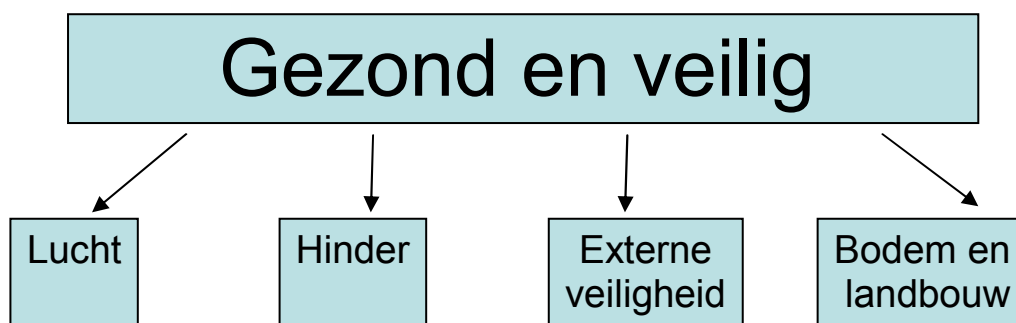 Gezond en veilig
Lucht
Hinder
Externe
veiligheid
Bodem en
landbouw